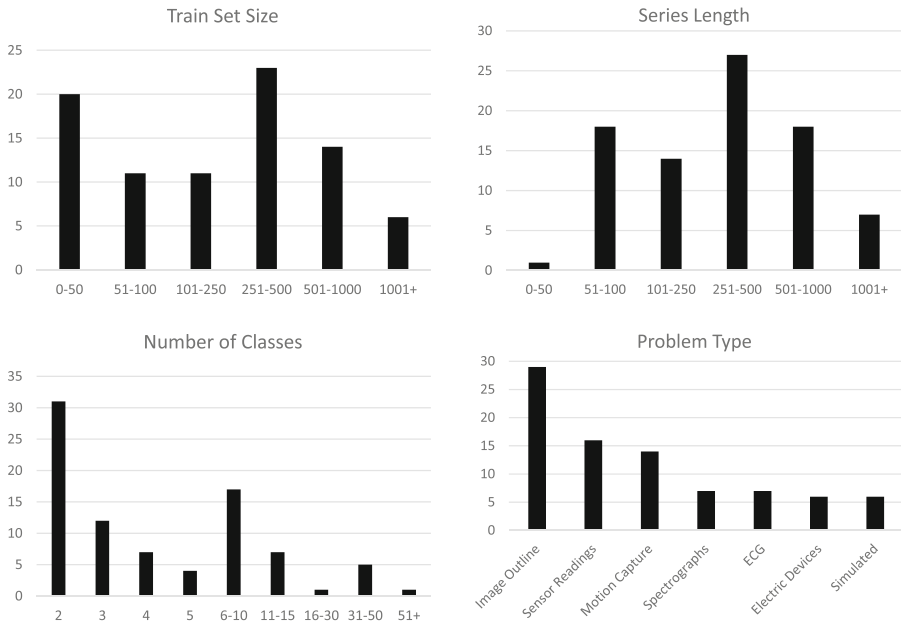 Train Set Size
25
20
15
10
5
0
0-50 51-100 101-250 251-500 501-1000 1001+
Series Length
30
25
20
15
10
5
0
0-50 51-100 101-250 251-500 501-1000 1001+
Number of Classes
35
30
25
20
15
10
5
0
2 3 4 5 6-10 11-15 16-30 31-50 51+
Problem Type
30
25
20
15
10
5
0
Image Outline
Sensor Readings
Motion Capture
Spectrographs
ECG
Electric Devices
Simulated